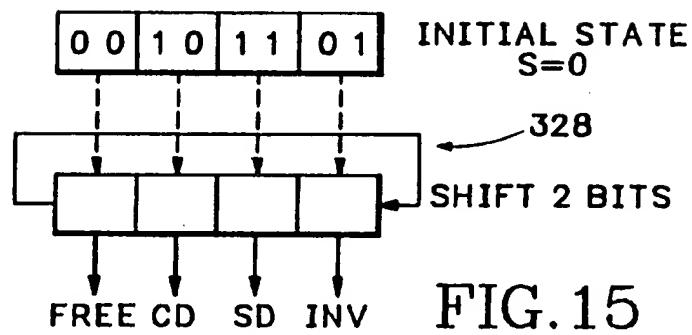 0 0 1 0 1 1 0 1 INITIAL STATE
S=0
328
SHIFT 2 BITS
FREE CD SD INV FIG.15